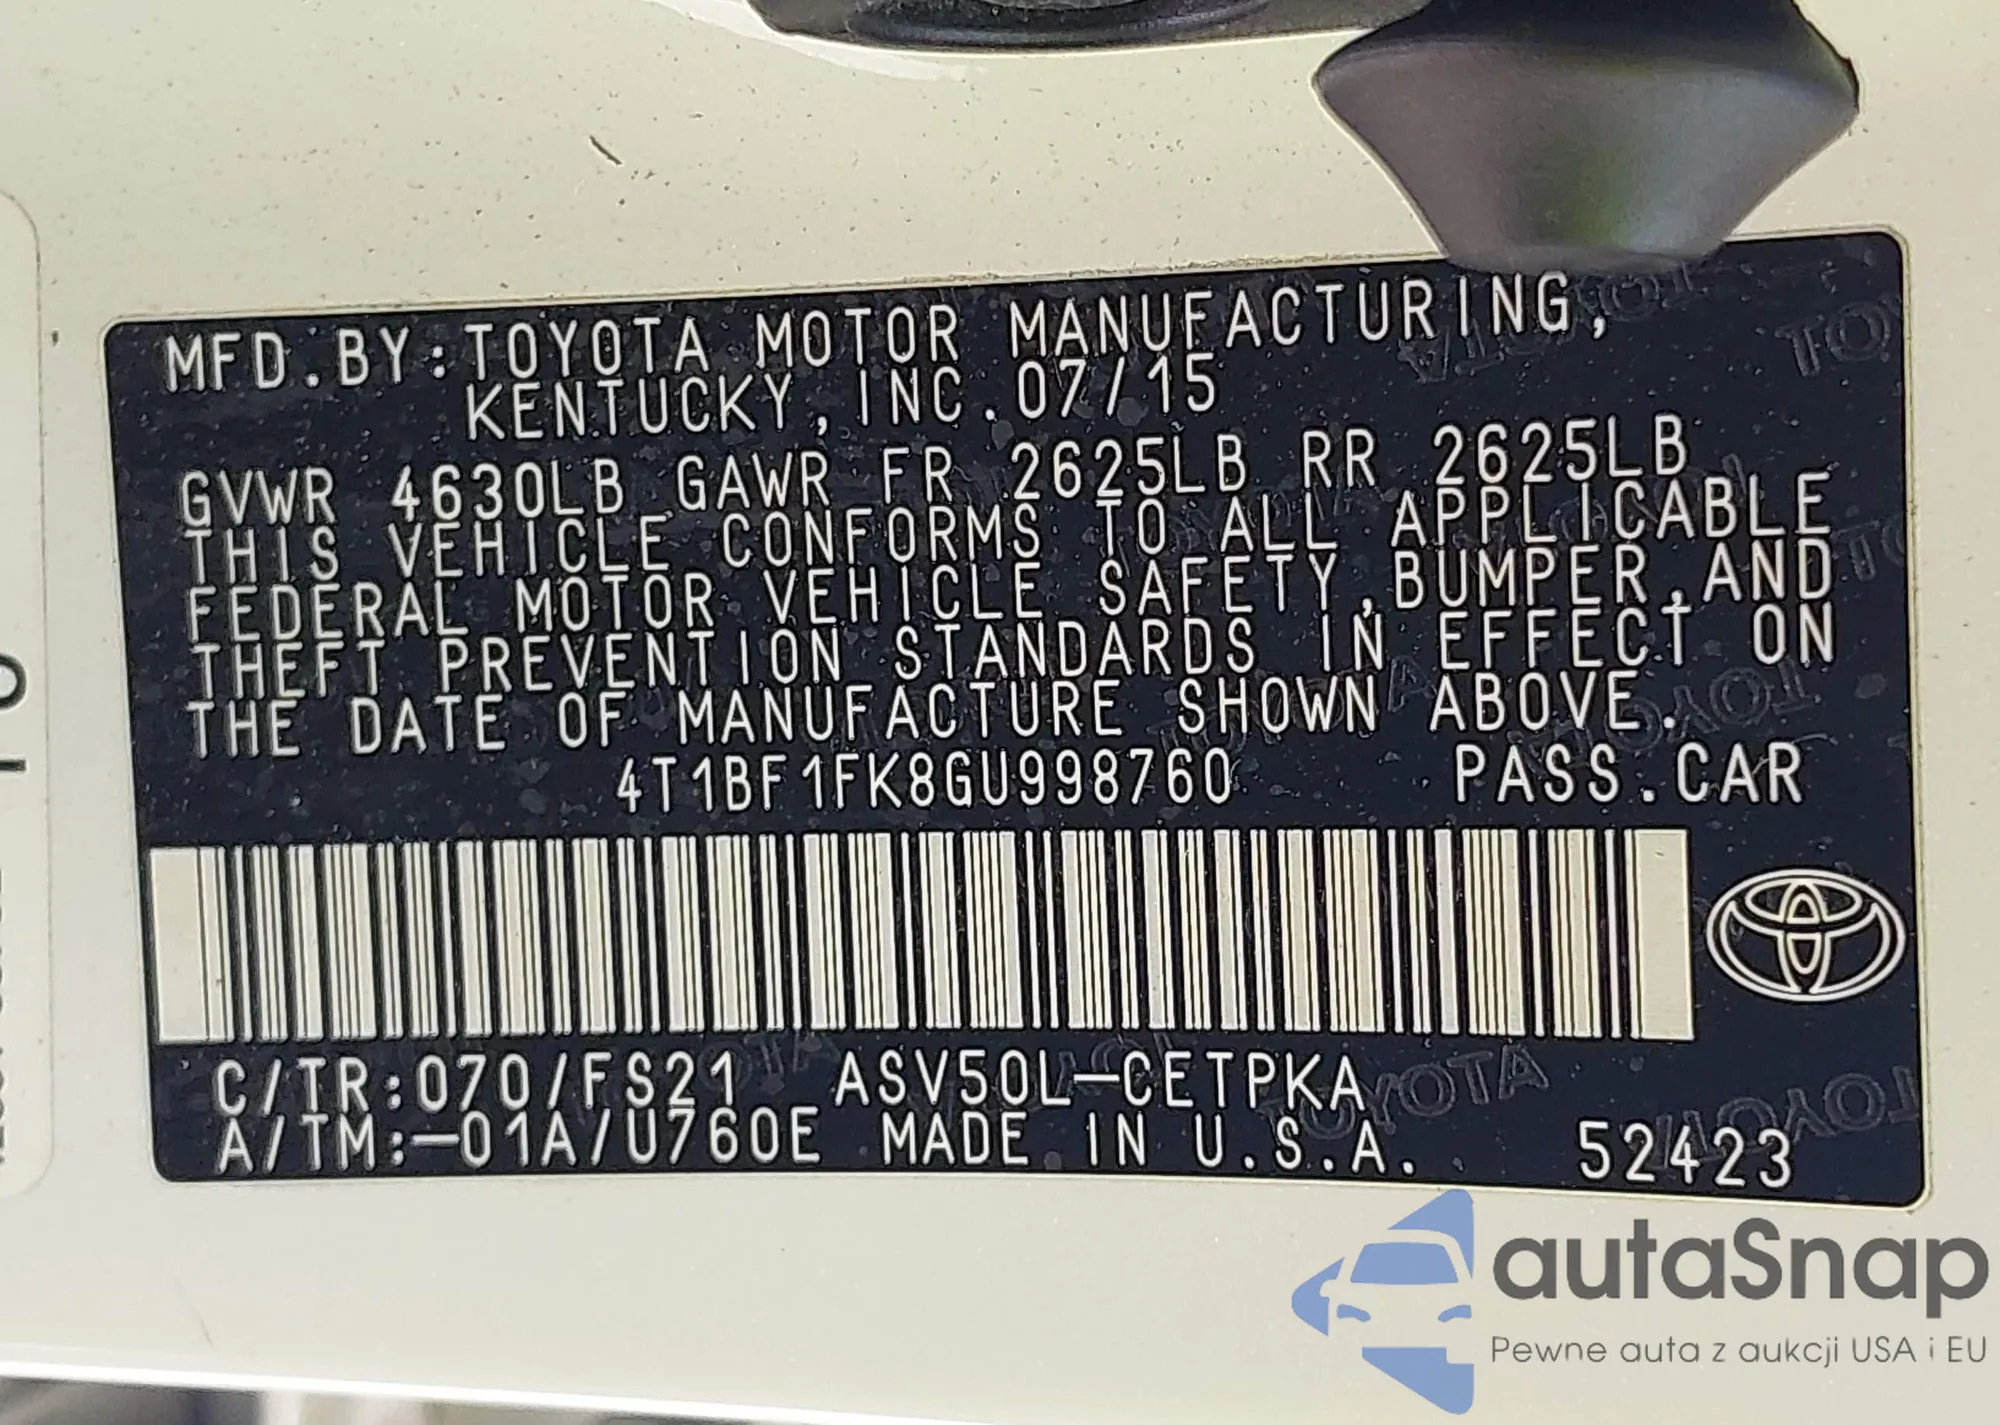 MFD.BY:TOYOTA MOTOR MANUFACTURING,
KENTUCKY,INC.07/15
GVWR 4630LB GAWR FR 2625LB RR 2625LB
THIS VEHICLE CONFORMS TO ALL APPLICABLE
FEDERAL MOTOR VEHICLE SAFETY,BUMPER,AND
THEFT PREVENTION STANDARDS IN EFFECT ON
THE DATE OF MANUFACTURE SHOWN ABOVE.
4T1BF1FK8GU998760 PASS.CAR
C/TR:070/FS21 ASV50L-CETPKA
A/TM:-01A/U760E MADE IN U.S.A. 52423
autaSnap
Pewne auta z aukcji USA i EU